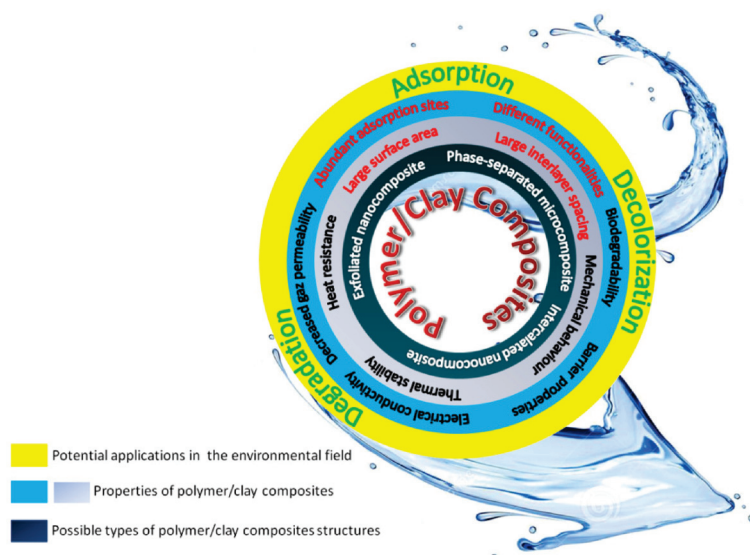 Adsorption
Decolorization
Degradation
Abundant adsorption sites
Different functionalities
Biodegradability
Barrier properties
Electrical conductivity
Decreased gaz permeability
Large surface area
Large interlayer spacing
Mechanical behaviour
Thermal stability
Heat resistance
Exfoliated nanocomposite
Phase-separated microcomposite
Intercalated nanocomposite
Polymer/Clay Composites
Potential applications in the environmental field
Properties of polymer/clay composites
Possible types of polymer/clay composites structures